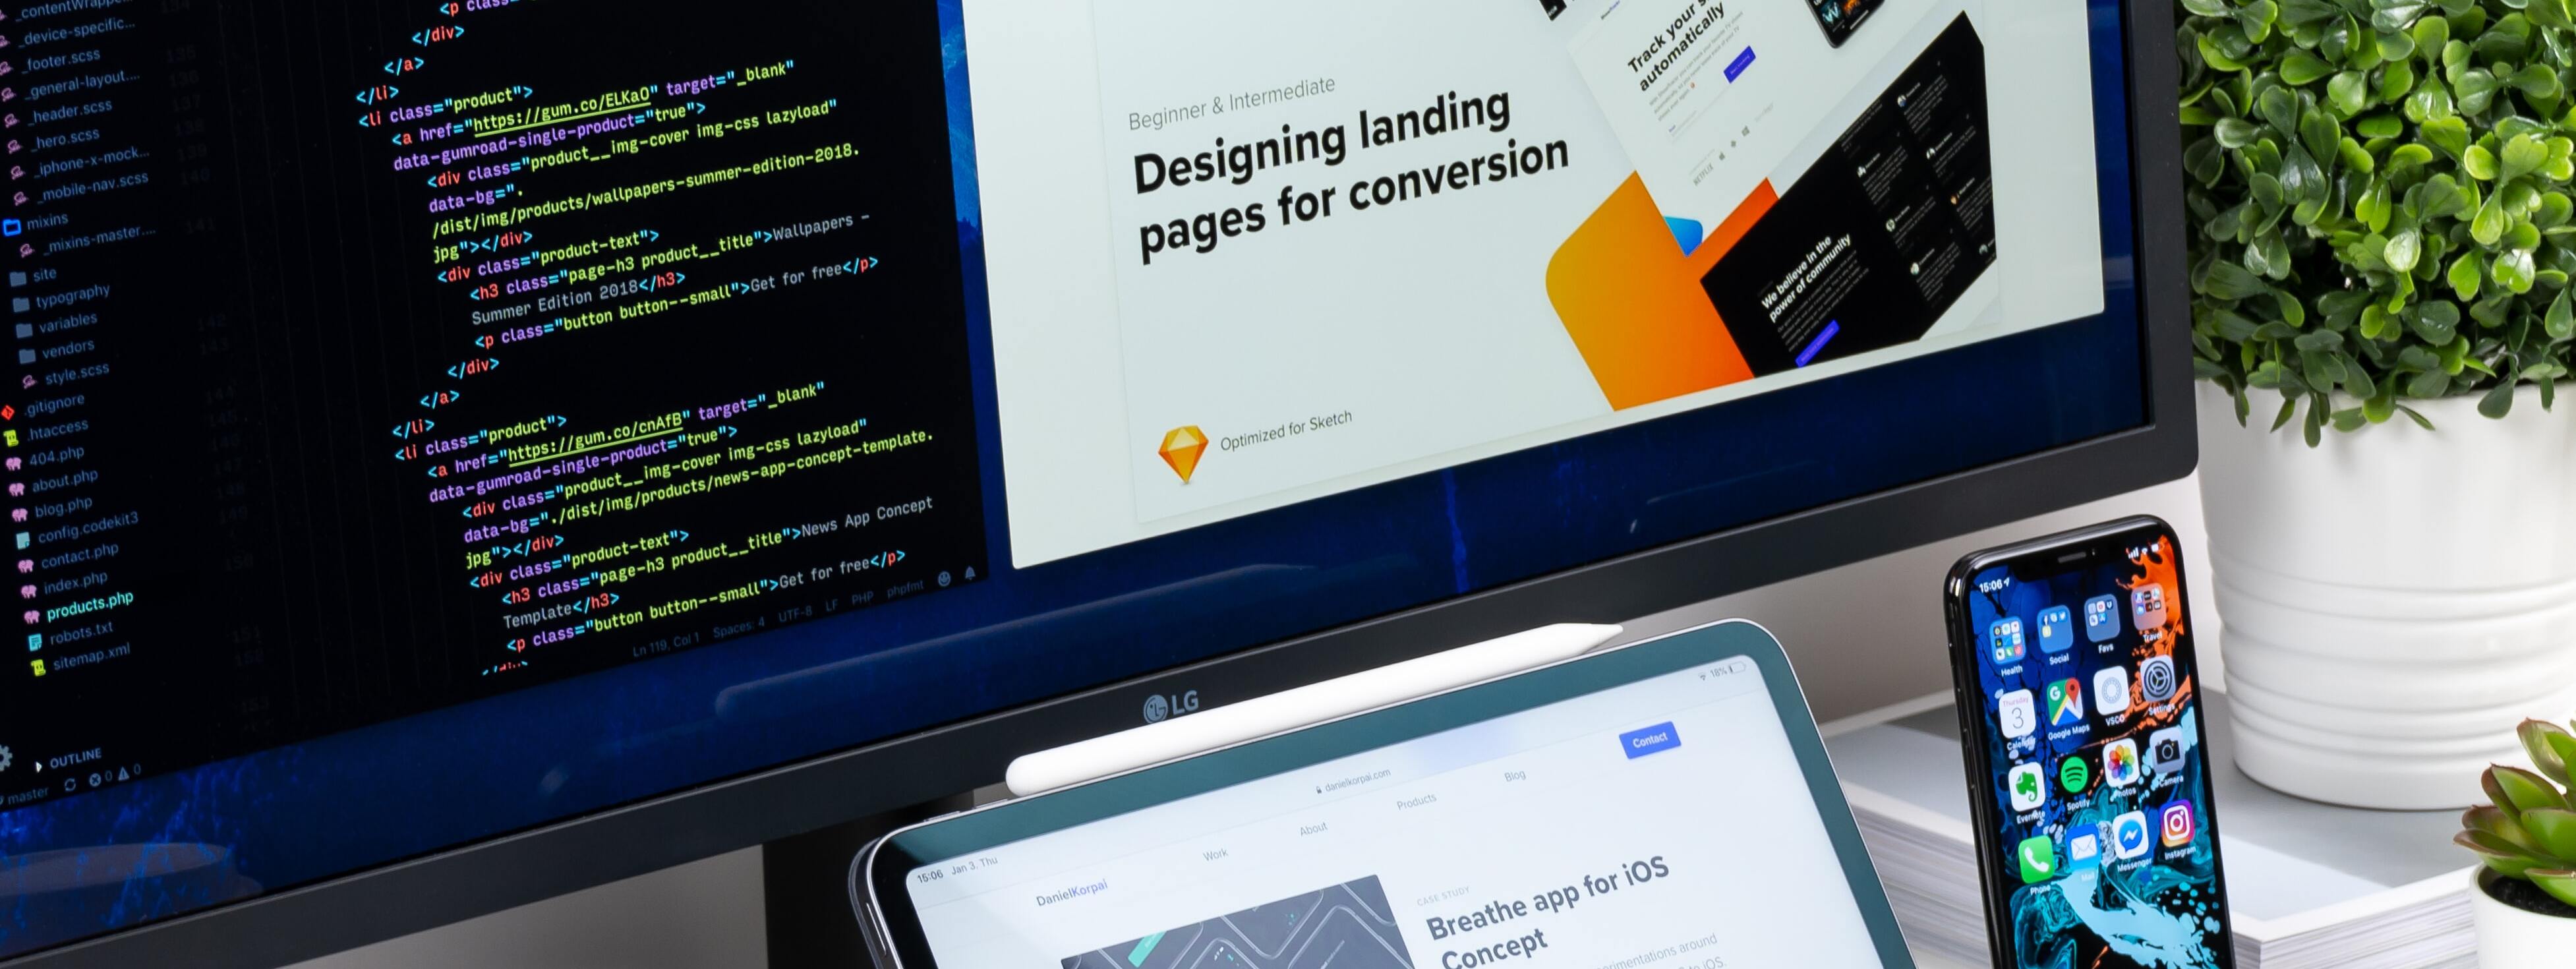 _contentWrappe...
_device-specific...
_footer.scss
_general-layout....
_header.scss
_hero.scss
_iphone-x-mock...
_mobile-nav.scss
mixins
_mixins-master....
site
typography
variables
vendors
style.scss
.gitignore
.htaccess
404.php
about.php
blog.php
config.codekit3
contact.php
index.php
products.php
robots.txt
sitemap.xml
OUTLINE
master 0 0
<p clas
</div>
</a>
</li>
<li class="product">
<a href="https://gum.co/ELKaO" target="_blank"
data-gumroad-single-product="true">
<div class="product__img-cover img-css lazyload"
data-bg=".
/dist/img/products/wallpapers-summer-edition-2018.
jpg"></div>
<div class="product-text">
<h3 class="page-h3 product__title">Wallpapers –
Summer Edition 2018</h3>
<p class="button button--small">Get for free</p>
</div>
</a>
</li>
<li class="product">
<a href="https://gum.co/cnAfB" target="_blank"
data-gumroad-single-product="true">
<div class="product__img-cover img-css lazyload"
data-bg="./dist/img/products/news-app-concept-template.
jpg"></div>
<div class="product-text">
<h3 class="page-h3 product__title">News App Concept
Template</h3>
<p class="button button--small">Get for free</p>
Ln 119, Col 1 Spaces: 4 UTF-8 LF PHP phpfmt
Beginner & Intermediate
Designing landing
pages for conversion
Optimized for Sketch
Track your s
automatically
NETFLIX
We believe in the
power of community
LG
15:06 Jan 3. Thu
18%
danielkorpai.com
DanielKorpai
Work
About
Products
Blog
Contact
CASE STUDY
Breathe app for iOS
Concept
15:06
Health
Social
Favs
Travel
Thursday
3
Calendar
Google Maps
VSCO
Settings
Evernote
Spotify
Photos
Camera
Phone
Mail
Messenger
Instagram